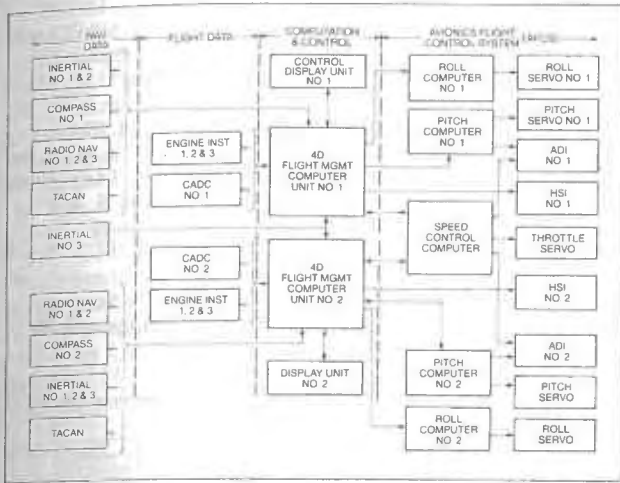 DATA
FLIGHT DATA
COMPUTATION
& CONTROL
AVIONICS FLIGHT
CONTROL SYSTEM
INERTIAL
NO 1 & 2
COMPASS
NO 1
RADIO NAV
NO 1, 2 & 3
TACAN
INERTIAL
NO 3
RADIO NAV
NO 1 & 2
COMPASS
NO 2
INERTIAL
NO 1, 2 & 3
TACAN
ENGINE INST
1, 2 & 3
CADC
NO 1
CADC
NO 2
ENGINE INST
1, 2 & 3
CONTROL
DISPLAY UNIT
NO 1
4D
FLIGHT MGMT
COMPUTER
UNIT NO 1
4D
FLIGHT MGMT
COMPUTER
UNIT NO 2
DISPLAY UNIT
NO 2
ROLL
COMPUTER
NO 1
PITCH
COMPUTER
NO 1
SPEED
CONTROL
COMPUTER
PITCH
COMPUTER
NO 2
ROLL
COMPUTER
NO 2
ROLL
SERVO NO 1
PITCH
SERVO NO 1
ADI
NO 1
HSI
NO 1
THROTTLE
SERVO
HSI
NO 2
ADI
NO 2
PITCH
SERVO
ROLL
SERVO